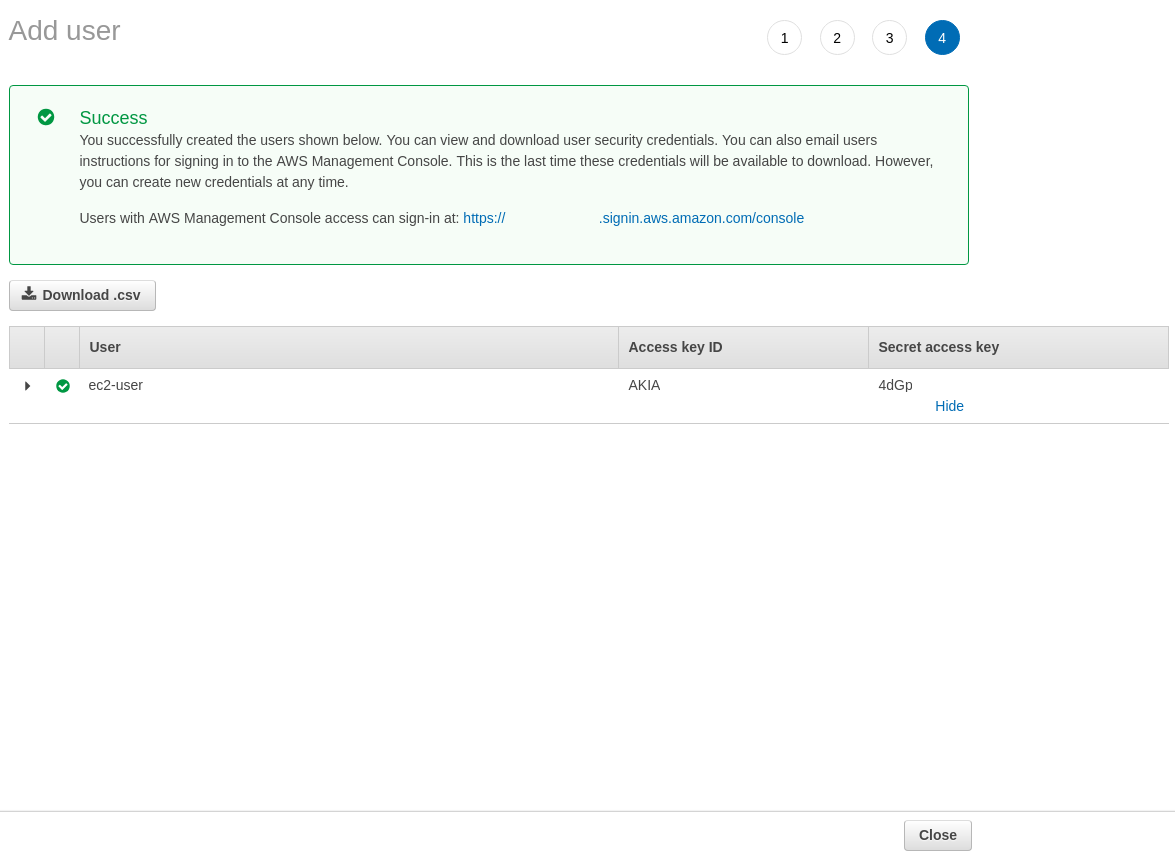 Add user
1 2 3 4
Success
You successfully created the users shown below. You can view and download user security credentials. You can also email users
instructions for signing in to the AWS Management Console. This is the last time these credentials will be available to download. However,
you can create new credentials at any time.
Users with AWS Management Console access can sign-in at: https:// .signin.aws.amazon.com/console
Download .csv
User Access key ID Secret access key
ec2-user AKIA 4dGp
Hide
Close